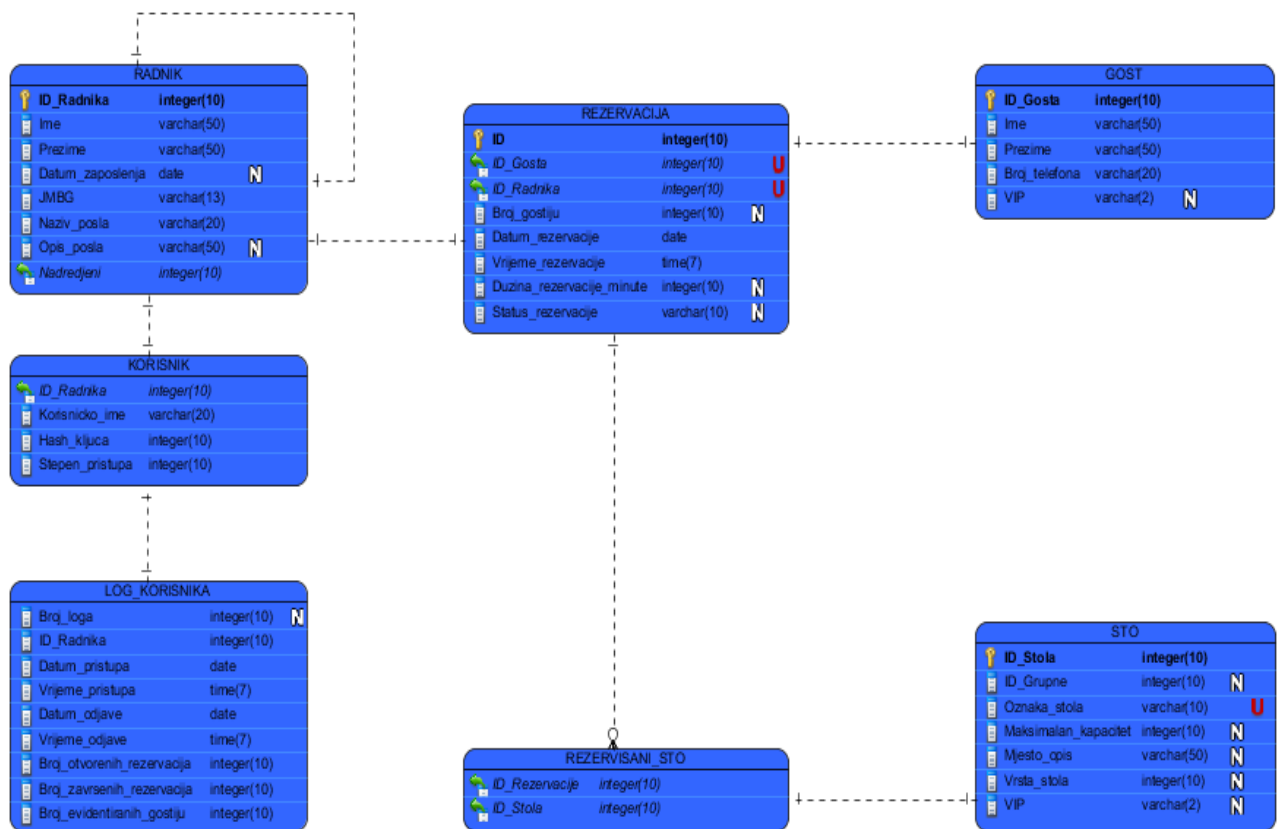 RADNIK
ID_Radnika integer(10)
Ime varchar(50)
Prezime varchar(50)
Datum_zaposlenja date N
JMBG varchar(13)
Naziv_posla varchar(20)
Opis_posla varchar(50) N
Nadredjeni integer(10)
REZERVACIJA
ID integer(10)
ID_Gosta integer(10) U
ID_Radnika integer(10) U
Broj_gostiju integer(10) N
Datum_rezervacije date
Vrijeme_rezervacije time(7)
Duzina_rezervacije_minute integer(10) N
Status_rezervacije varchar(10) N
GOST
ID_Gosta integer(10)
Ime varchar(50)
Prezime varchar(50)
Broj_telefona varchar(20)
VIP varchar(2) N
KORISNIK
ID_Radnika integer(10)
Korisnicko_ime varchar(20)
Hash_kljuca integer(10)
Stepen_pristupa integer(10)
LOG_KORISNIKA
Broj_loga integer(10) N
ID_Radnika integer(10)
Datum_pristupa date
Vrijeme_pristupa time(7)
Datum_odjave date
Vrijeme_odjave time(7)
Broj_otvorenih_rezervacija integer(10)
Broj_zavrsenih_rezervacija integer(10)
Broj_evidentiranih_gostiju integer(10)
REZERVISANI_STO
ID_Rezervacije integer(10)
ID_Stola integer(10)
STO
ID_Stola integer(10)
ID_Grupne integer(10) N
Oznaka_stola varchar(10) U
Maksimalan_kapacitet integer(10) N
Mjesto_opis varchar(50) N
Vrsta_stola integer(10) N
VIP varchar(2) N